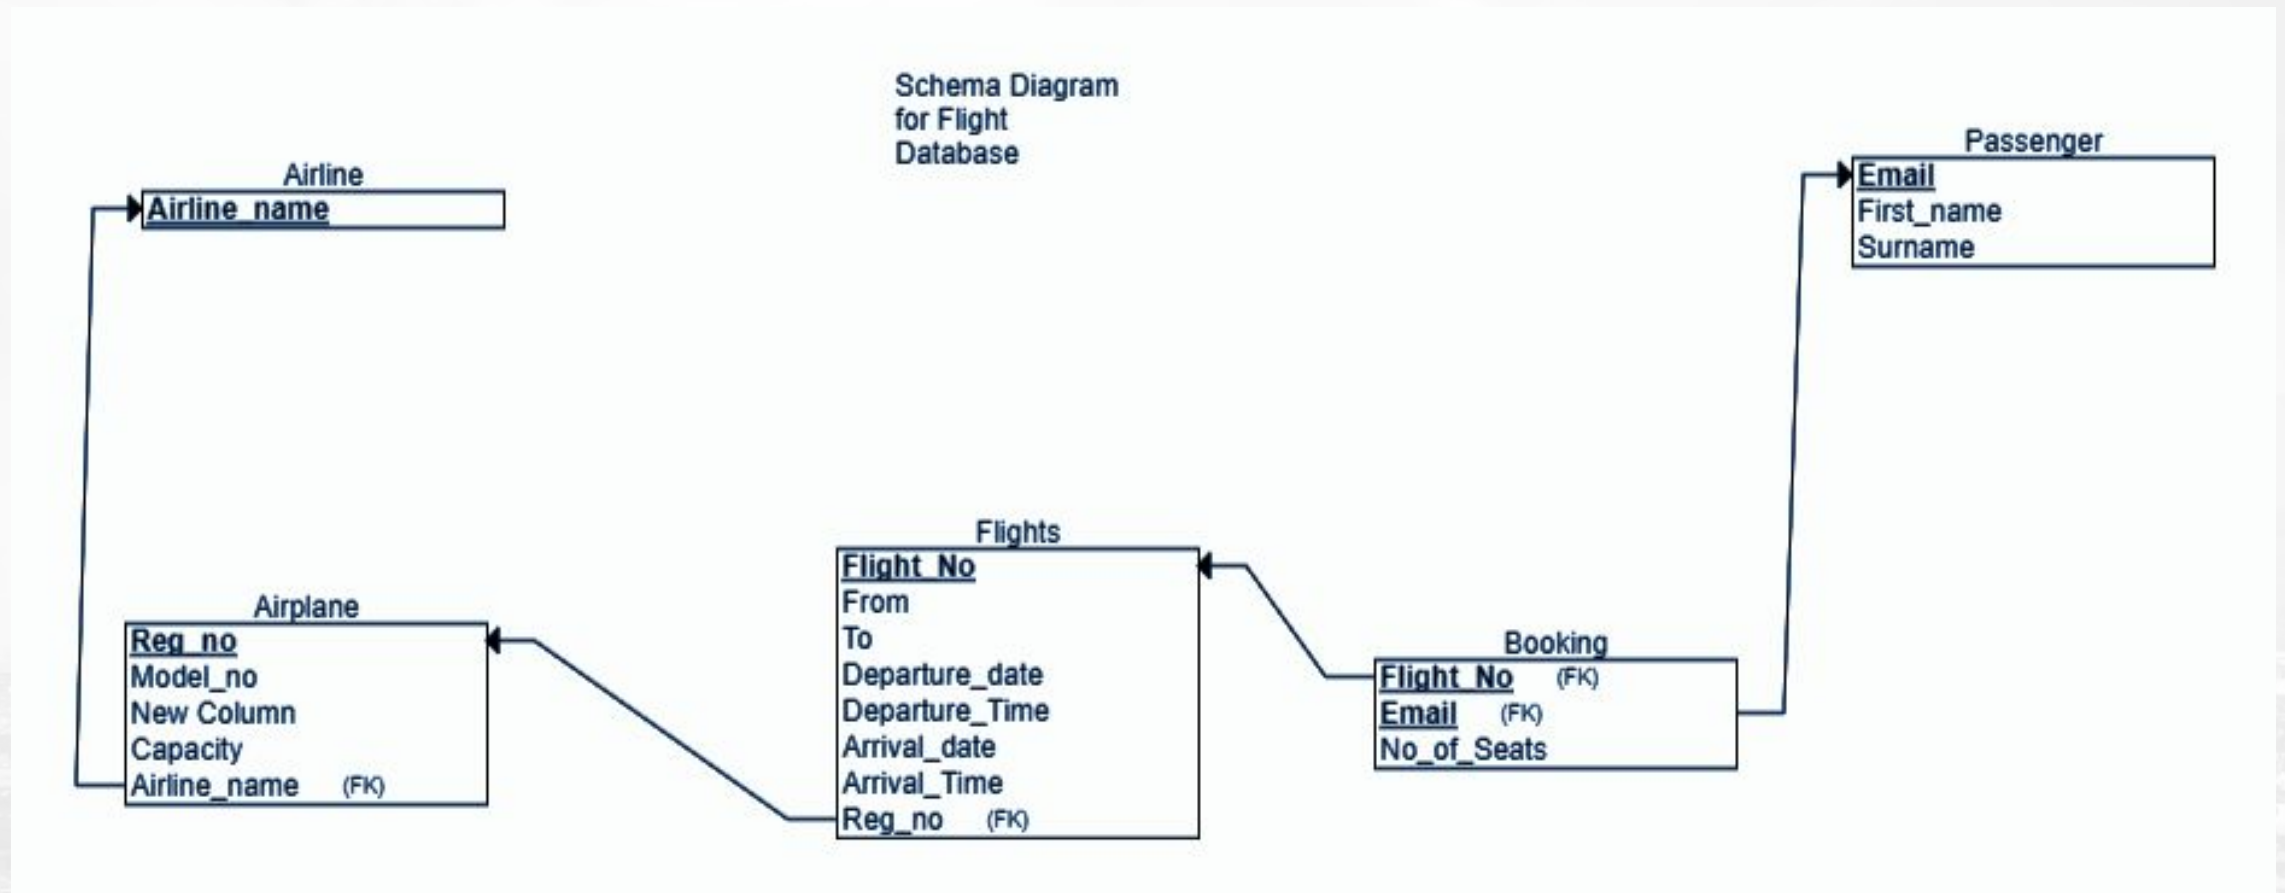 Schema Diagram
for Flight
Database
Airline
Airline_name
Passenger
Email
First_name
Surname
Airplane
Reg_no
Model_no
New Column
Capacity
Airline_name (FK)
Flights
Flight_No
From
To
Departure_date
Departure_Time
Arrival_date
Arrival_Time
Reg_no (FK)
Booking
Flight_No (FK)
Email (FK)
No_of_Seats